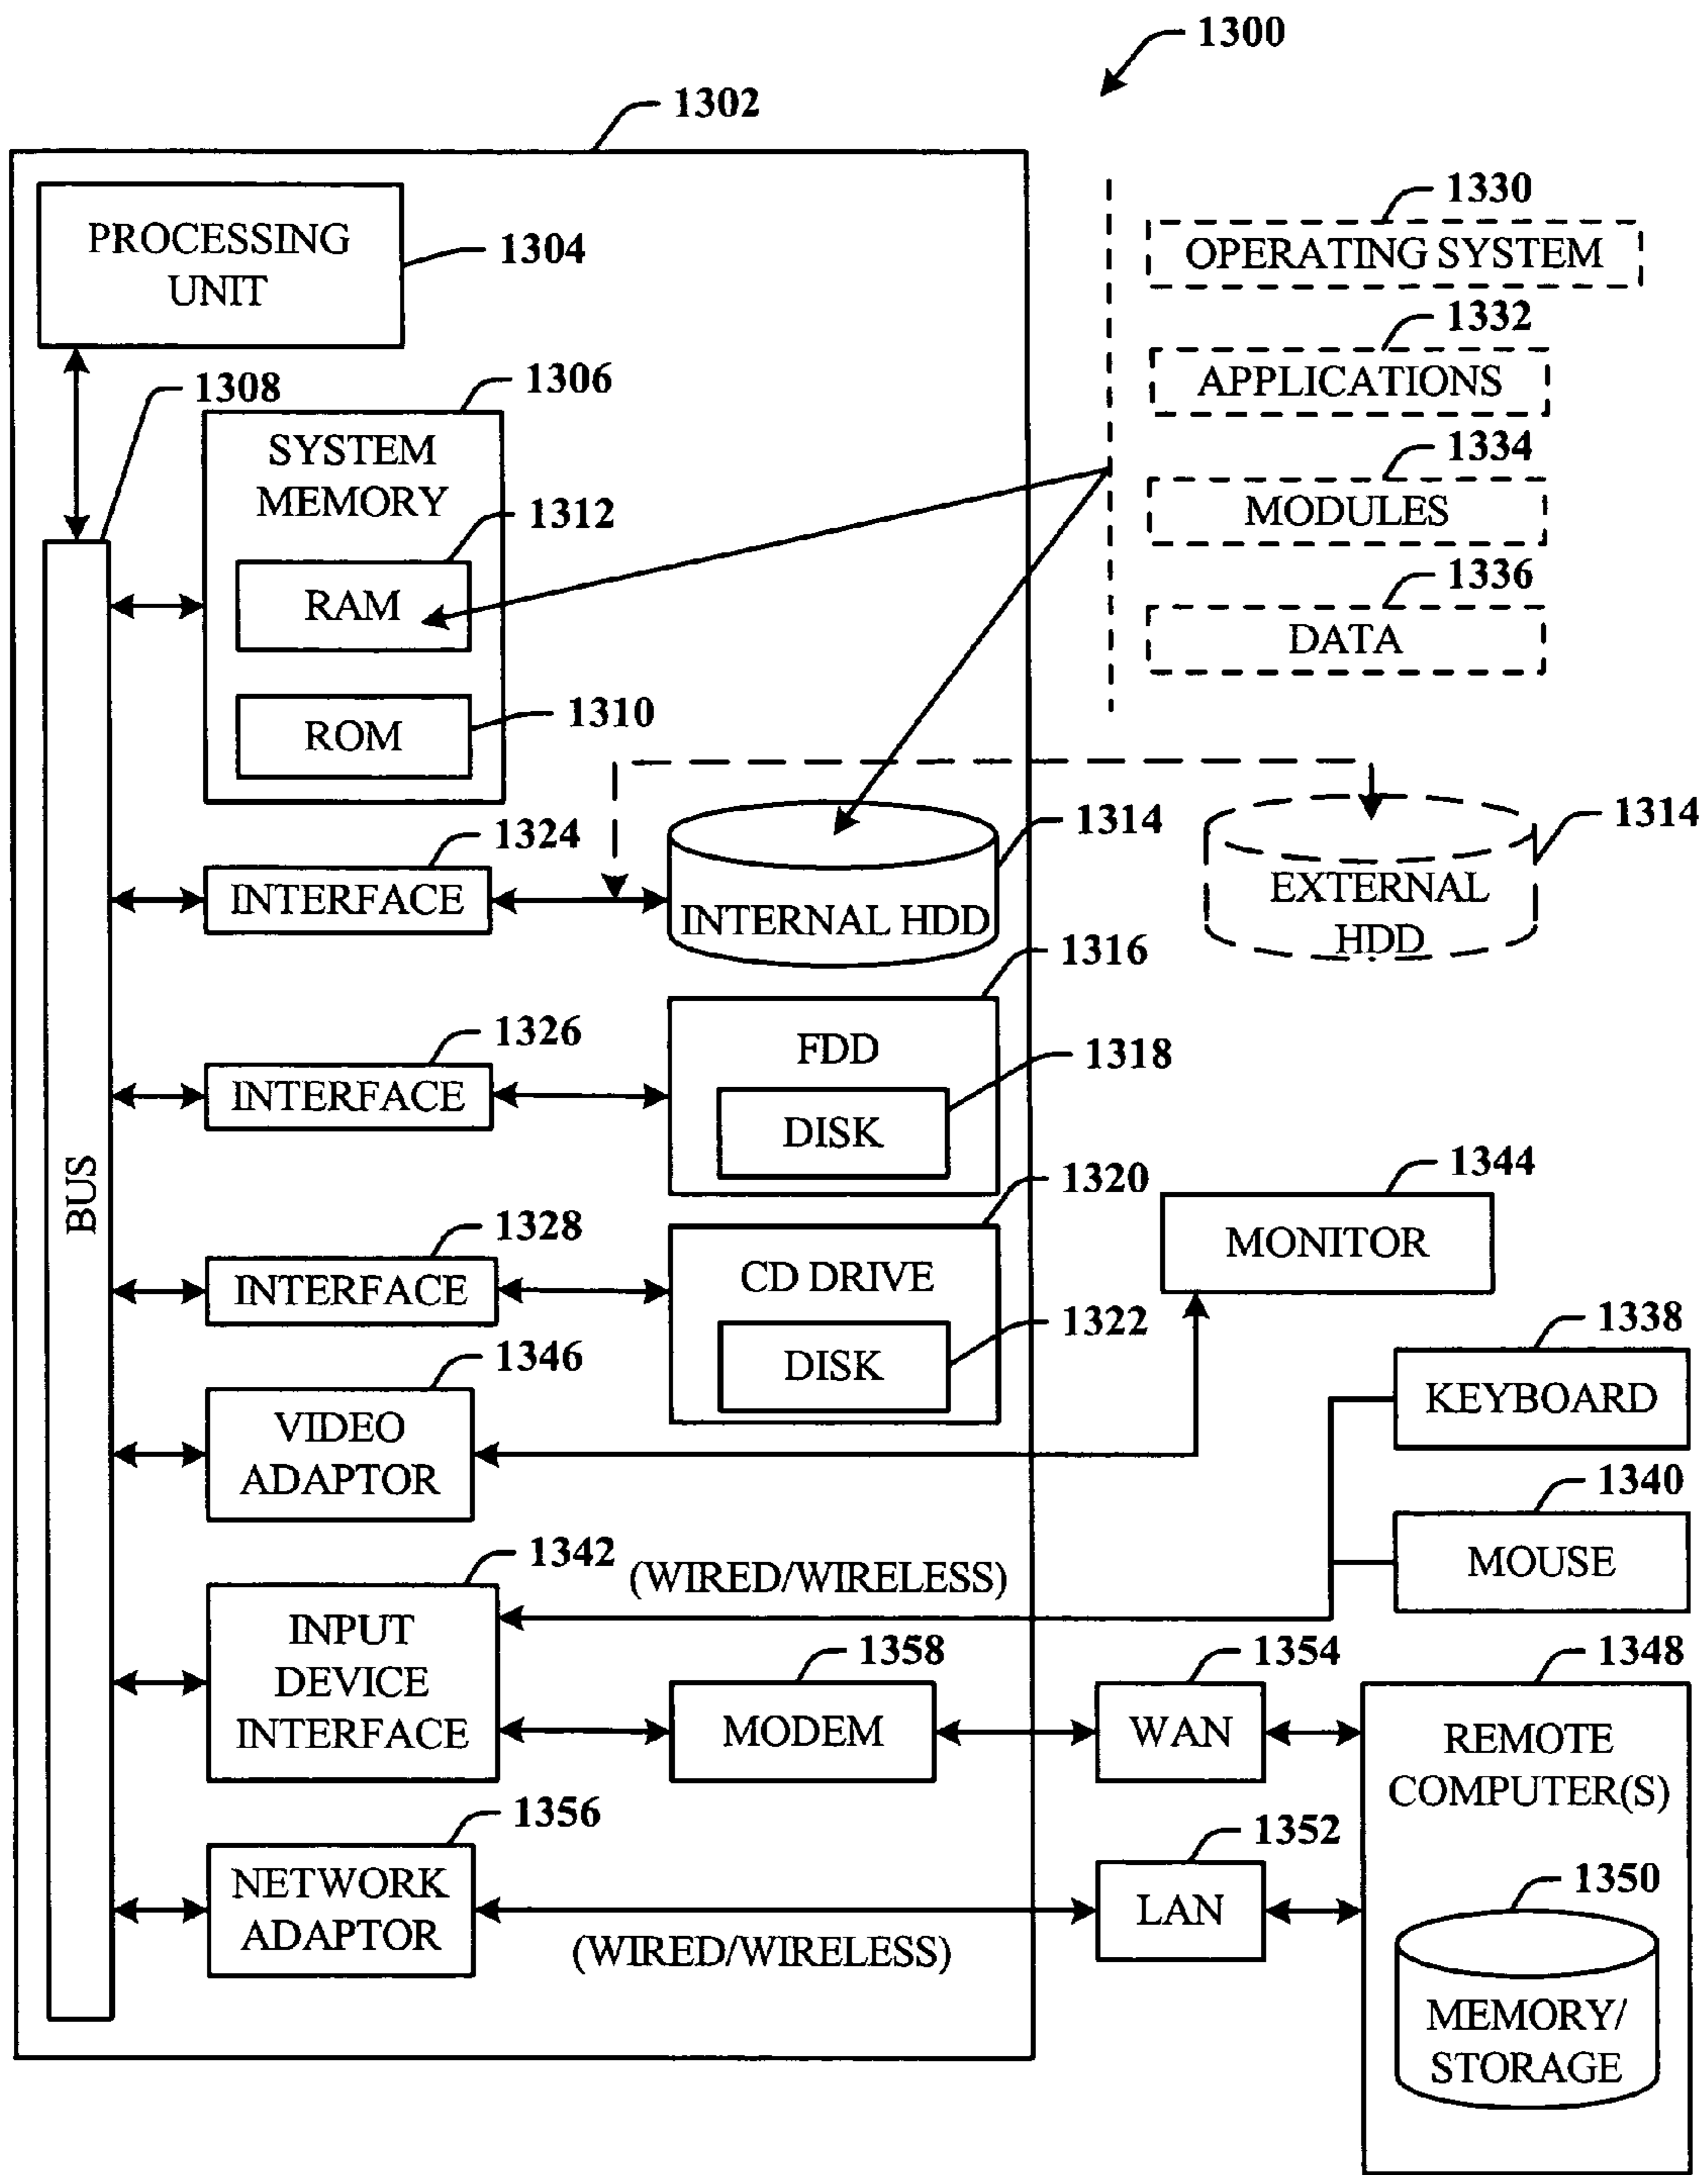 1300
1302
PROCESSING
UNIT
1304
1330
OPERATING SYSTEM
1332
APPLICATIONS
1334
MODULES
1336
DATA
1308
1306
SYSTEM
MEMORY
1312
RAM
1310
ROM
1324
INTERFACE
1314
INTERNAL HDD
1314
EXTERNAL
HDD
1316
FDD
1326
INTERFACE
1318
DISK
BUS
1320
CD DRIVE
1328
INTERFACE
1322
DISK
1344
MONITOR
1338
KEYBOARD
1346
VIDEO
ADAPTOR
1340
MOUSE
1342
(WIRED/WIRELESS)
INPUT
DEVICE
INTERFACE
1358
MODEM
1354
WAN
1348
REMOTE
COMPUTER(S)
1356
NETWORK
ADAPTOR
(WIRED/WIRELESS)
1352
LAN
1350
MEMORY/
STORAGE